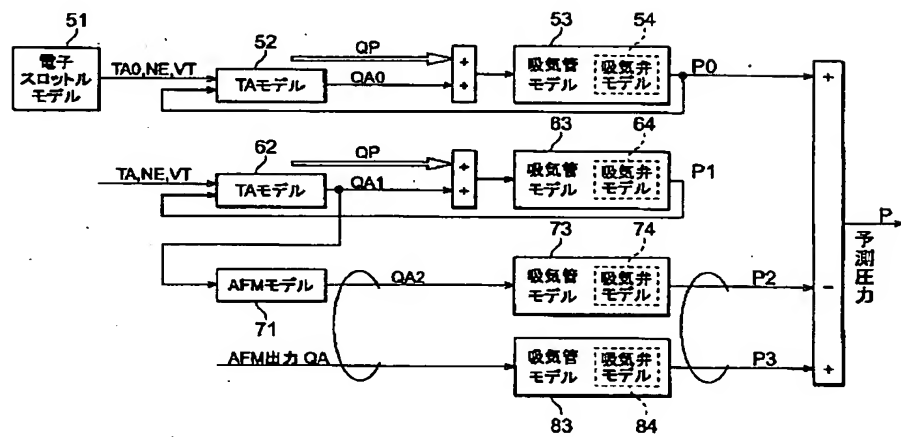 51
電子
スロットル
モデル
TA0,NE,VT
52
TAモデル
QP
QA0
+
+
53
吸気管
モデル
54
吸気弁
モデル
P0
+
62
TA,NE,VT
TAモデル
QP
QA1
+
+
63
吸気管
モデル
64
吸気弁
モデル
P1
P
予測圧力
AFMモデル
71
QA2
73
吸気管
モデル
74
吸気弁
モデル
P2
−
AFM出力 QA
吸気管
モデル
83
吸気弁
モデル
84
P3
+